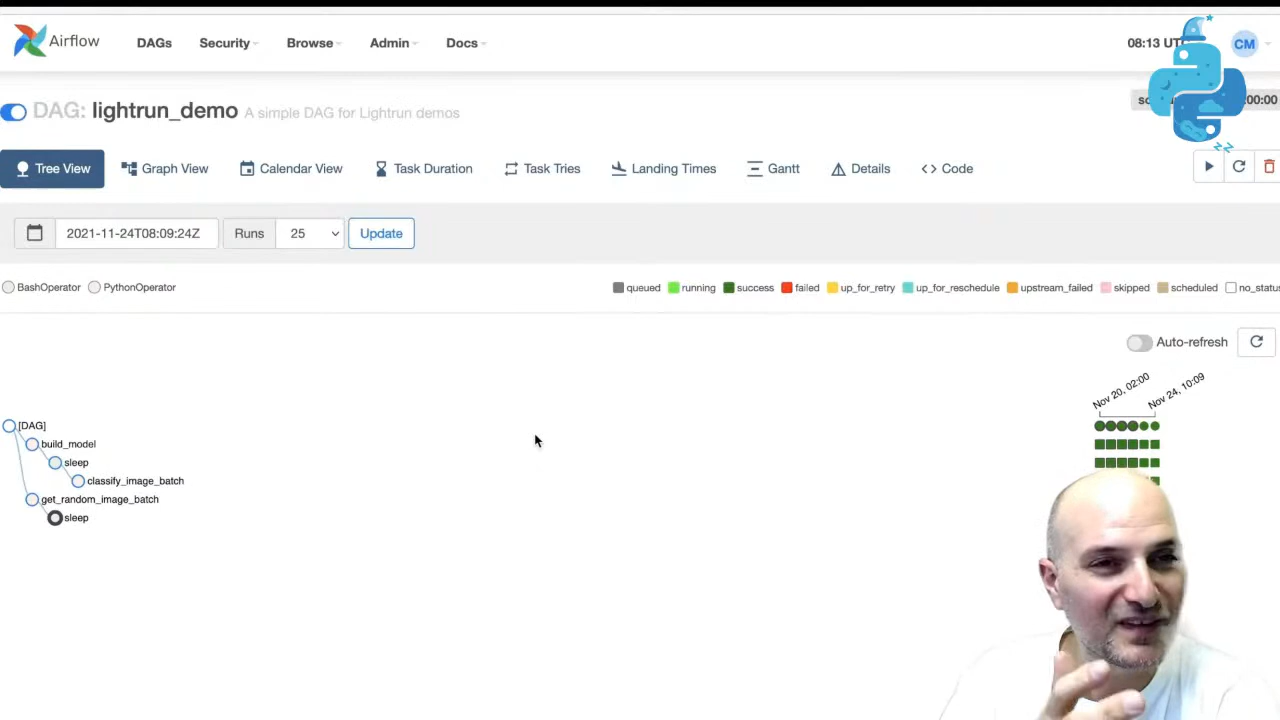 Airflow DAGs Security Browse Admin Docs 08:13 UT CM
DAG: lightrun_demo A simple DAG for Lightrun demos
Tree View Graph View Calendar View Task Duration Task Tries Landing Times Gantt Details Code
2021-11-24T08:09:24Z Runs 25 Update
BashOperator PythonOperator queued running success failed up_for_retry up_for_reschedule upstream_failed skipped scheduled no_status
Auto-refresh
Nov 20, 02:00 Nov 24, 10:09
[DAG]
build_model
sleep
classify_image_batch
get_random_image_batch
sleep